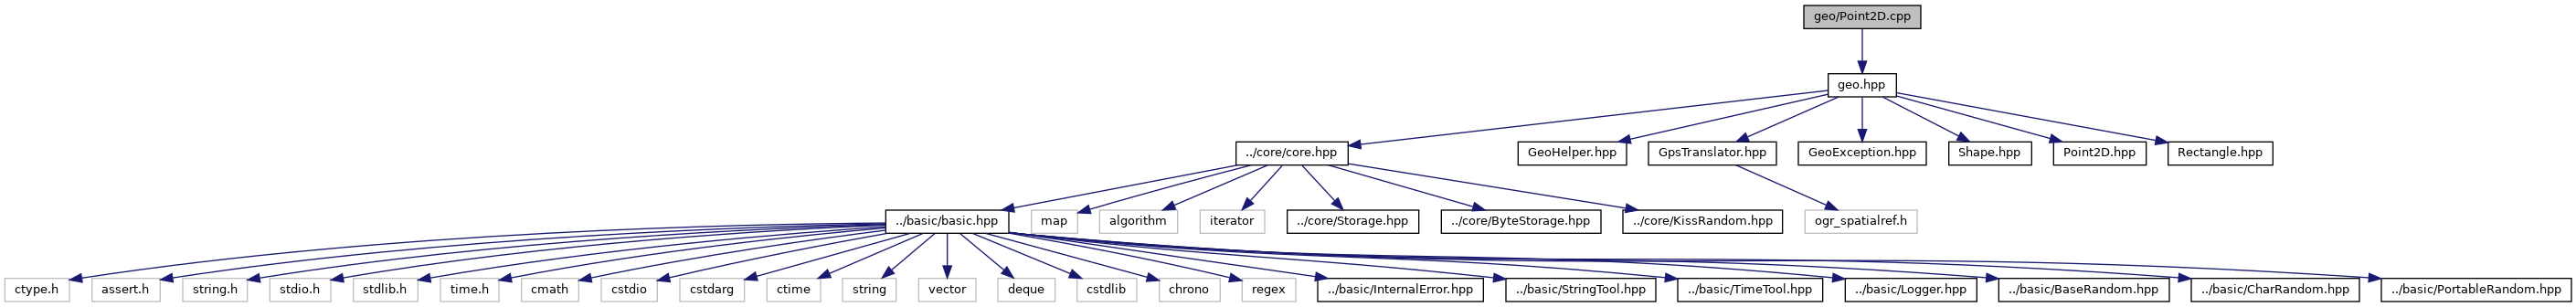 geo/Point2D.cpp
geo.hpp
../core/core.hpp
GeoHelper.hpp
GpsTranslator.hpp
GeoException.hpp
Shape.hpp
Point2D.hpp
Rectangle.hpp
../basic/basic.hpp
map
algorithm
iterator
../core/Storage.hpp
../core/ByteStorage.hpp
../core/KissRandom.hpp
ogr_spatialref.h
ctype.h
assert.h
string.h
stdio.h
stdlib.h
time.h
cmath
cstdio
cstdarg
ctime
string
vector
deque
cstdlib
chrono
regex
../basic/InternalError.hpp
../basic/StringTool.hpp
../basic/TimeTool.hpp
../basic/Logger.hpp
../basic/BaseRandom.hpp
../basic/CharRandom.hpp
../basic/PortableRandom.hpp